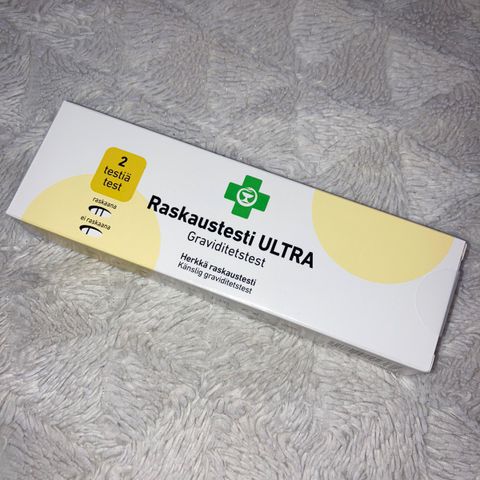 2
testiä
test
raskaana
ei raskaana
Raskaustesti ULTRA
Graviditetstest
Herkkä raskaustesti
Känslig graviditetstest